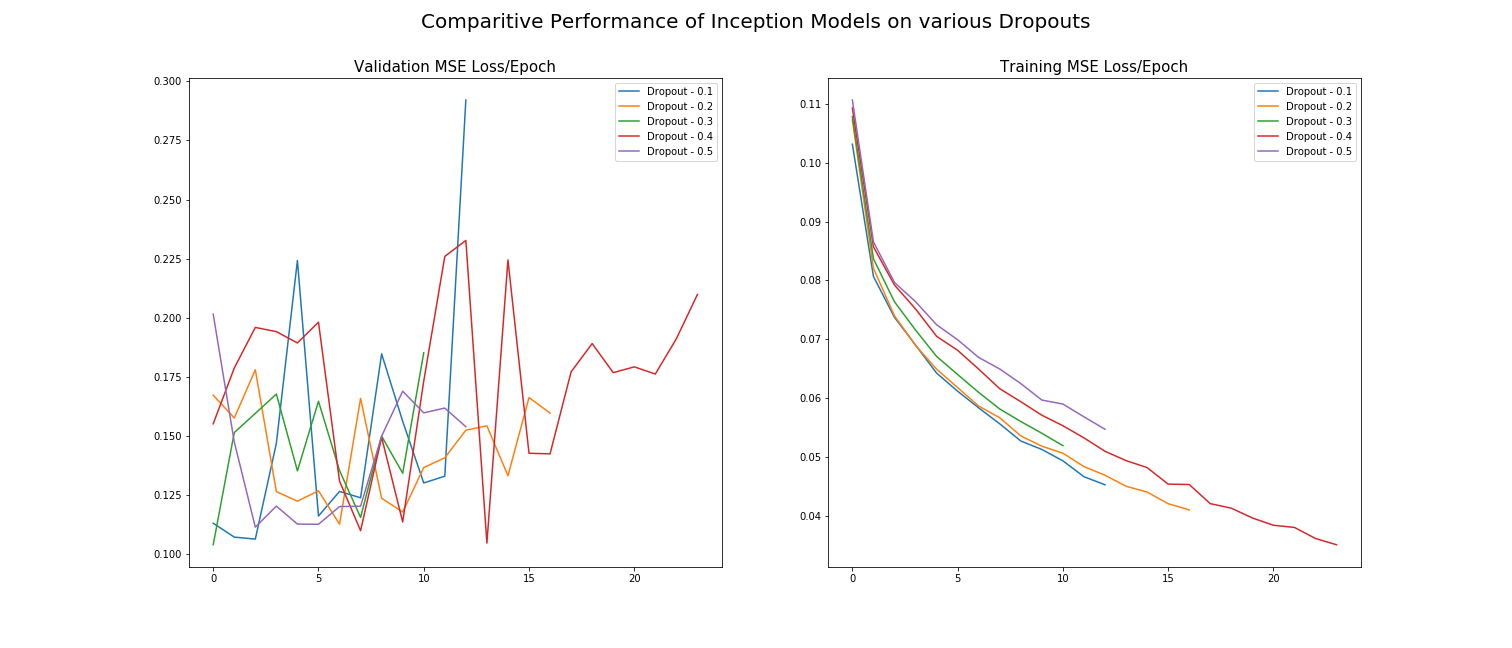 Comparitive Performance of Inception Models on various Dropouts
Validation MSE Loss/Epoch
0.300
0.275
0.250
0.225
0.200
0.175
0.150
0.125
0.100
0
5
10
15
20
Dropout - 0.1
Dropout - 0.2
Dropout - 0.3
Dropout - 0.4
Dropout - 0.5
Training MSE Loss/Epoch
0.11
0.10
0.09
0.08
0.07
0.06
0.05
0.04
0
5
10
15
20
Dropout - 0.1
Dropout - 0.2
Dropout - 0.3
Dropout - 0.4
Dropout - 0.5